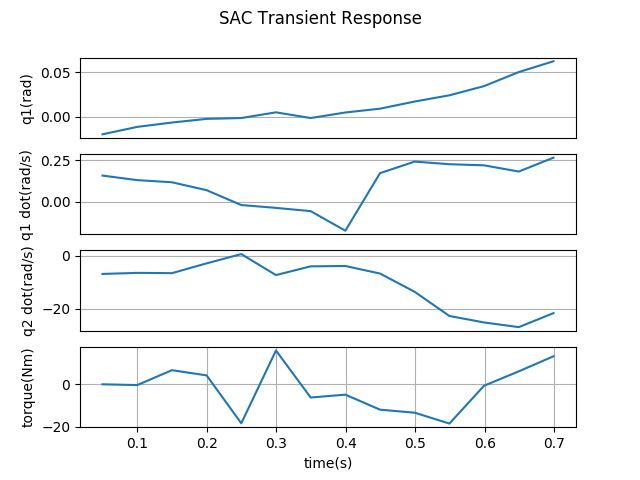 SAC Transient Response
0.05
0.00
q1(rad)
0.25
0.00
q1 dot(rad/s)
0
−20
q2 dot(rad/s)
0
−20
torque(Nm)
0.1 0.2 0.3 0.4 0.5 0.6 0.7
time(s)